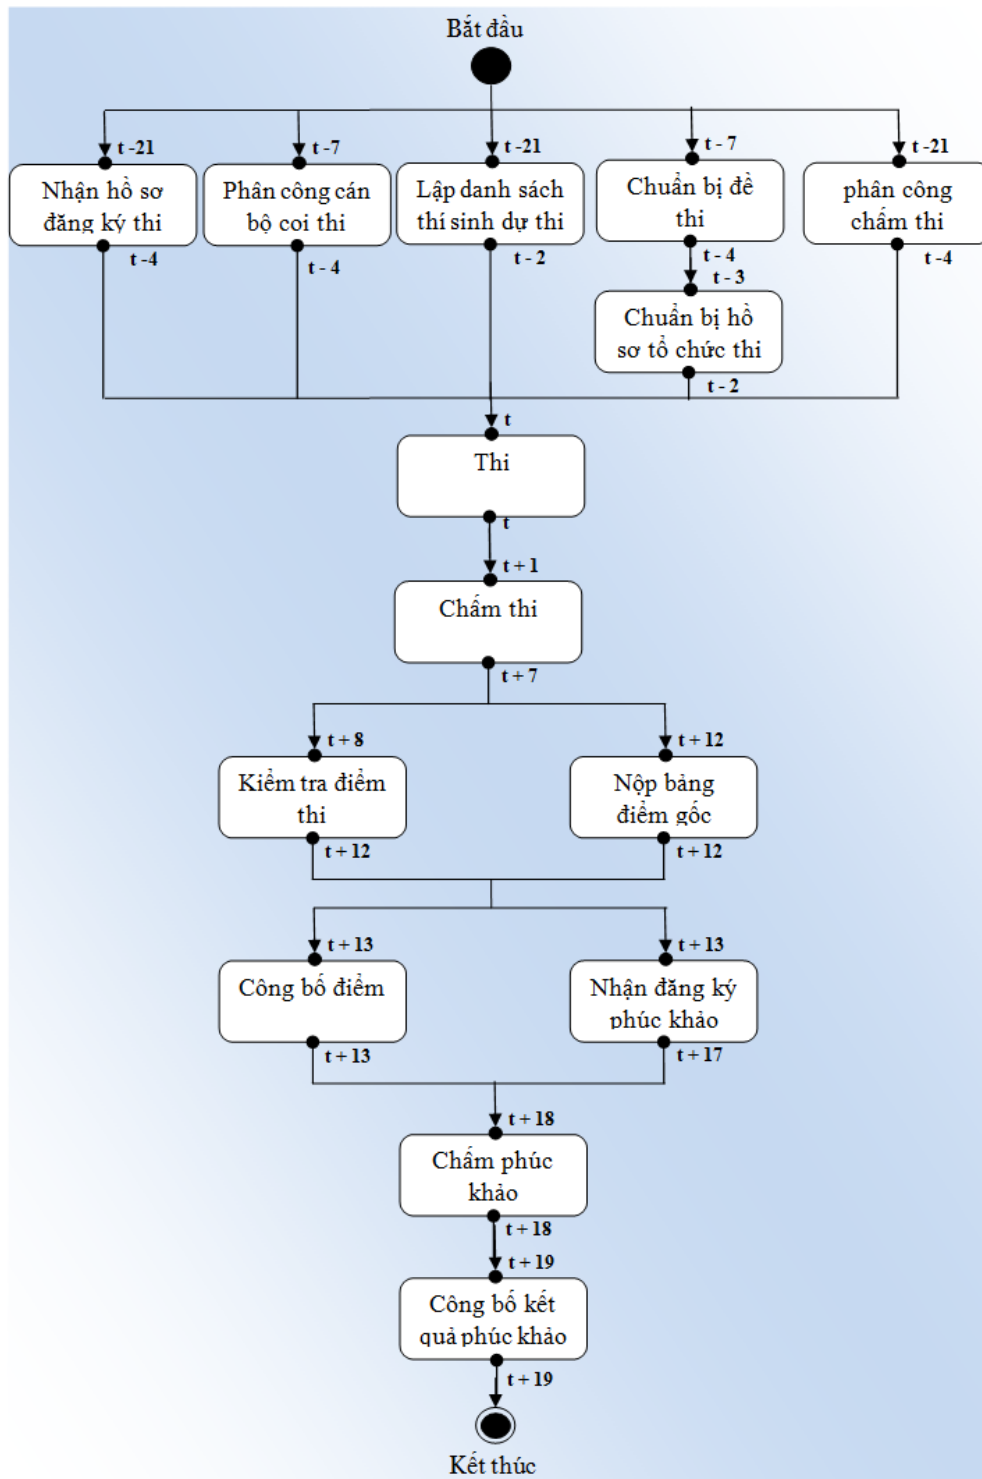 Bắt đầu
t -21
t -7
t -21
t - 7
t -21
Nhận hồ sơ
đăng ký thi
Phân công cán
bộ coi thi
Lập danh sách
thí sinh dự thi
Chuẩn bị đề
thi
phân công
chấm thi
t -4
t - 4
t - 2
t - 4
t -4
t - 3
Chuẩn bị hồ
sơ tổ chức thi
t - 2
t
Thi
t
t + 1
Chấm thi
t + 7
t + 8
t + 12
Kiểm tra điểm
thi
Nộp bảng
điểm gốc
t + 12
t + 12
t + 13
t + 13
Công bố điểm
Nhận đăng ký
phúc khảo
t + 13
t + 17
t + 18
Chấm phúc
khảo
t + 18
t + 19
Công bố kết
quả phúc khảo
t + 19
Kết thúc